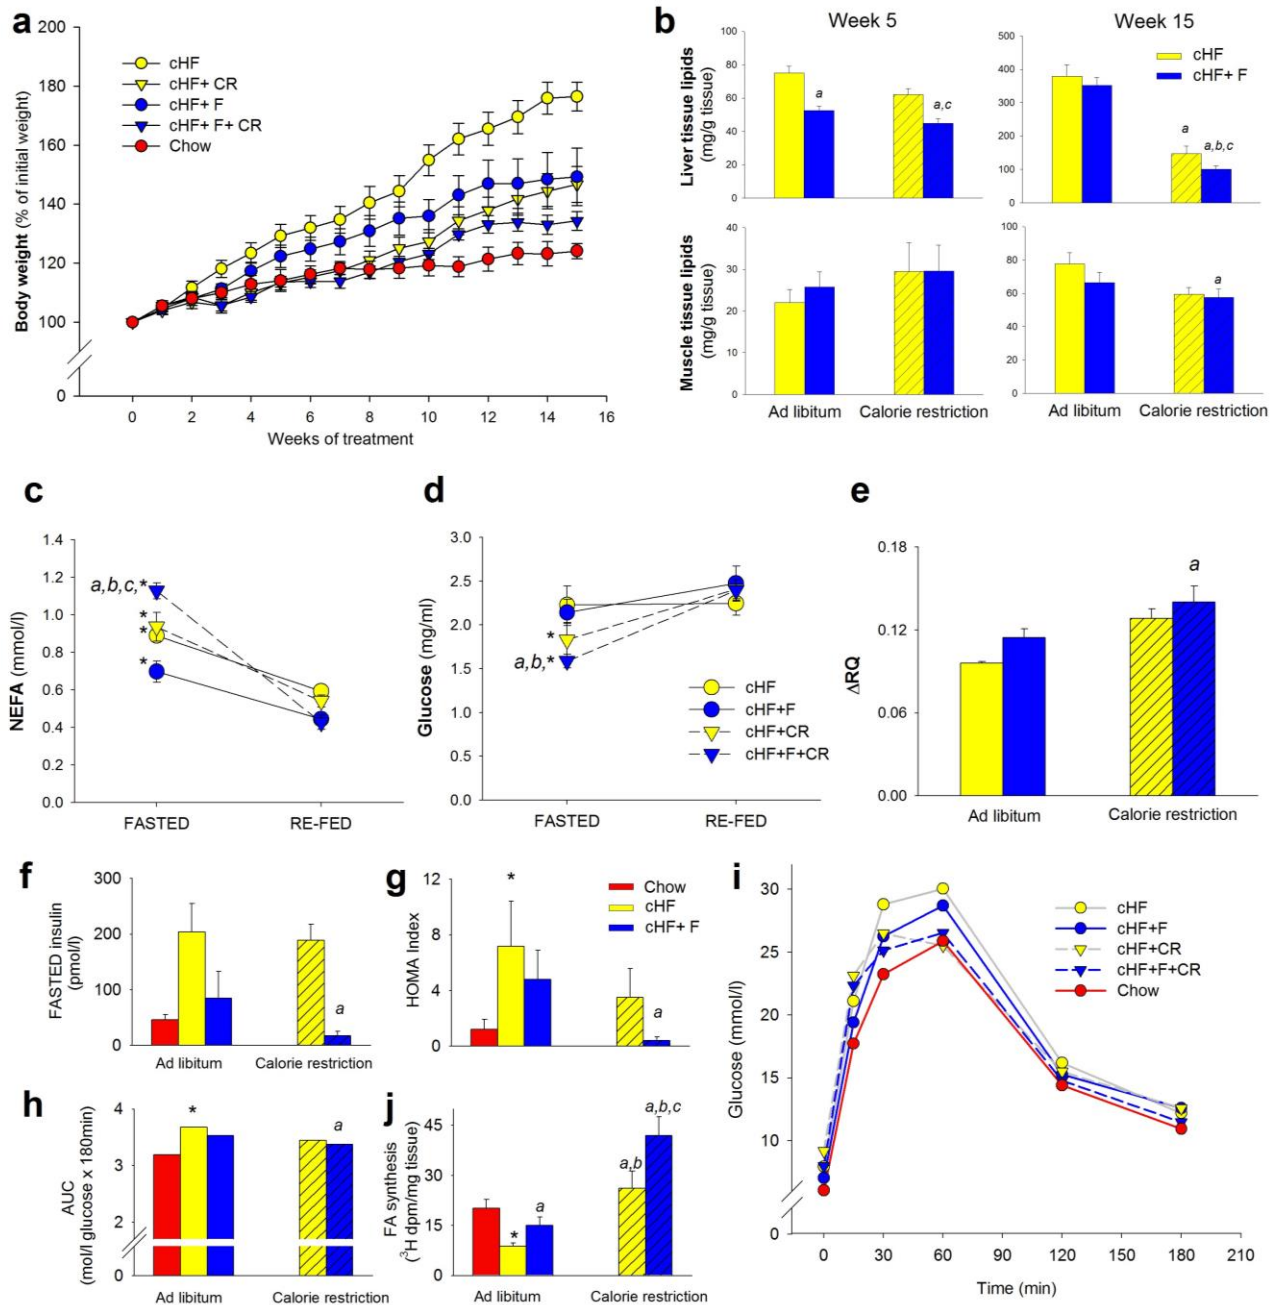 a
200
180
160
140
120
100
0
Body weight (% of initial weight)
cHF
cHF+ CR
cHF+ F
cHF+ F+ CR
Chow
0 2 4 6 8 10 12 14 16
Weeks of treatment
b
Week 5
Week 15
Liver tissue lipids
(mg/g tissue)
100
80
60
40
20
0
a
a,c
500
400
300
200
100
0
cHF
cHF+ F
a
a,b,c
Muscle tissue lipids
(mg/g tissue)
40
30
20
10
0
Ad libitum Calorie restriction
100
80
60
40
20
0
a
Ad libitum Calorie restriction
c
NEFA (mmol/l)
1.4
1.2
1.0
0.8
0.6
0.4
0.2
0.0
a,b,c,*
*
*
*
FASTED RE-FED
d
Glucose (mg/ml)
3.0
2.5
2.0
1.5
1.0
0.5
0.0
*
a,b,*
cHF
cHF+F
cHF+CR
cHF+F+CR
FASTED RE-FED
e
ΔRQ
0.18
0.12
0.06
0.00
a
Ad libitum Calorie restriction
f
FASTED insulin
(pmol/l)
300
200
100
0
a
Ad libitum Calorie restriction
g
HOMA Index
12
8
4
0
*
a
Chow
cHF
cHF+ F
h
AUC
(mol/l glucose x 180min)
4
3
2
0
*
a
Ad libitum Calorie restriction
j
FA synthesis
(³H dpm/mg tissue)
45
30
15
0
*
a
a,b
a,b,c
Ad libitum Calorie restriction
i
Glucose (mmol/l)
30
25
20
15
10
0
cHF
cHF+F
cHF+CR
cHF+F+CR
Chow
0 30 60 90 120 150 180 210
Time (min)